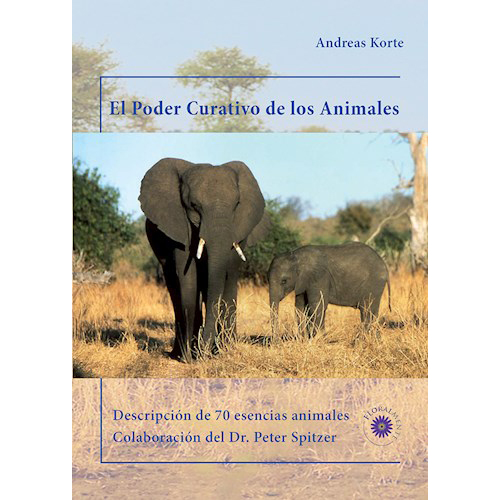 Andreas Korte
El Poder Curativo de los Animales
Descripción de 70 esencias animales
Colaboración del Dr. Peter Spitzer